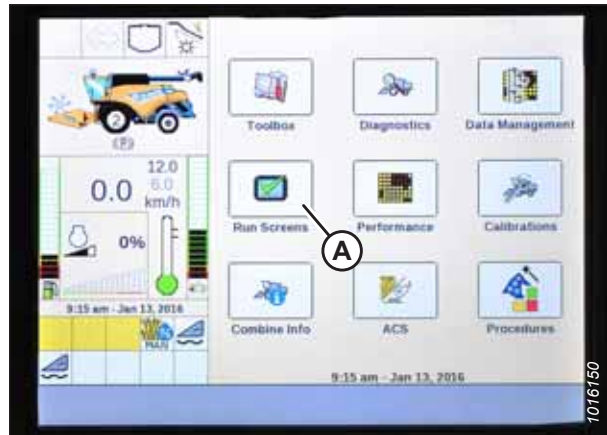 2
(P)
12.0
0.0
6.0
km/h
0%
9:15 am - Jan 13, 2016
MAN
Toolbox
Diagnostics
Data Management
Run Screens
Performance
Calibrations
A
Combine Info
ACS
Procedures
9:15 am - Jan 13, 2016
1016150